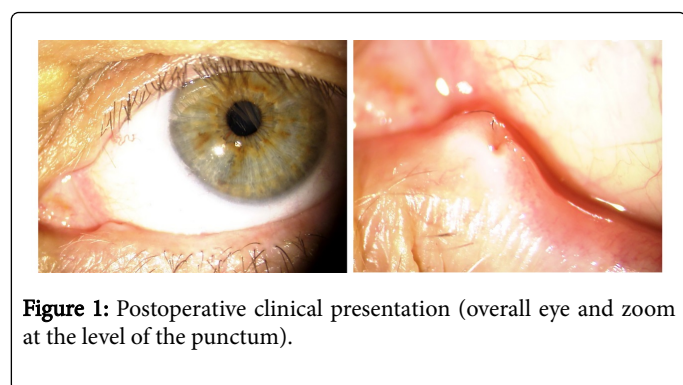 Figure 1: Postoperative clinical presentation (overall eye and zoom
at the level of the punctum).